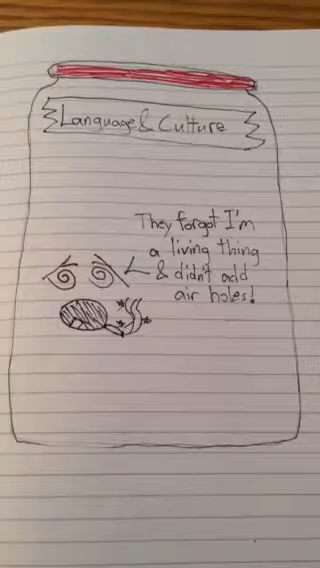 Language & Culture
They forgot I'm
a living thing
& didn't add
air holes!